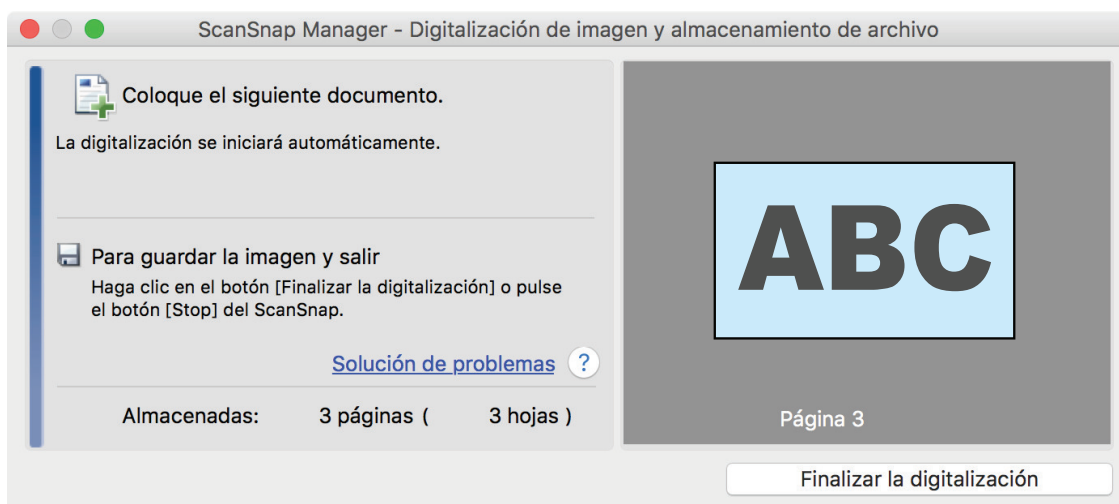 ScanSnap Manager - Digitalización de imagen y almacenamiento de archivo
Coloque el siguiente documento.
La digitalización se iniciará automáticamente.
Para guardar la imagen y salir
Haga clic en el botón [Finalizar la digitalización] o pulse
el botón [Stop] del ScanSnap.
Solución de problemas ?
Almacenadas: 3 páginas ( 3 hojas )
ABC
Página 3
Finalizar la digitalización